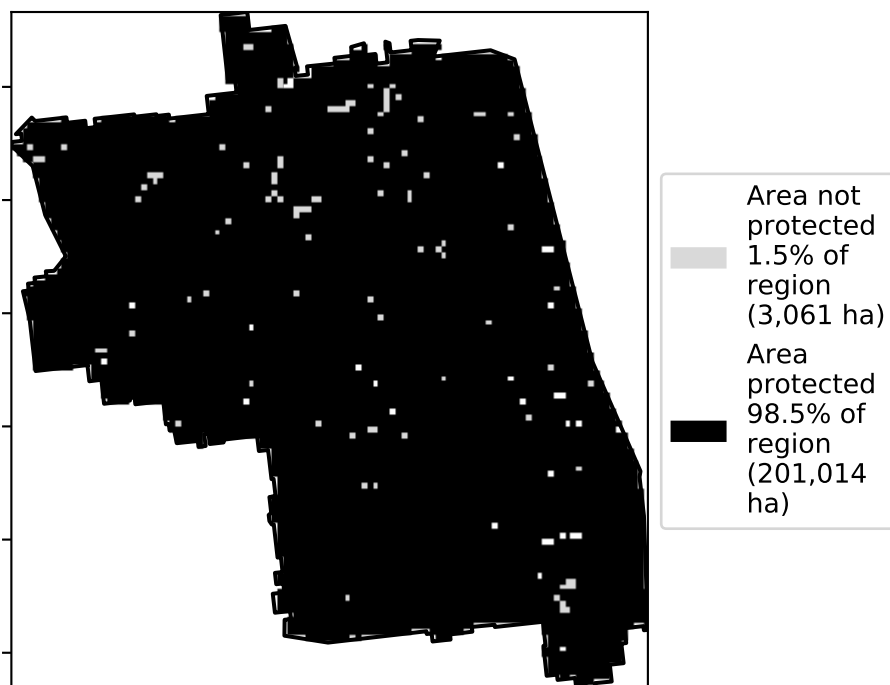 Area not
protected
1.5% of
region
(3,061 ha)
Area
protected
98.5% of
region
(201,014
ha)